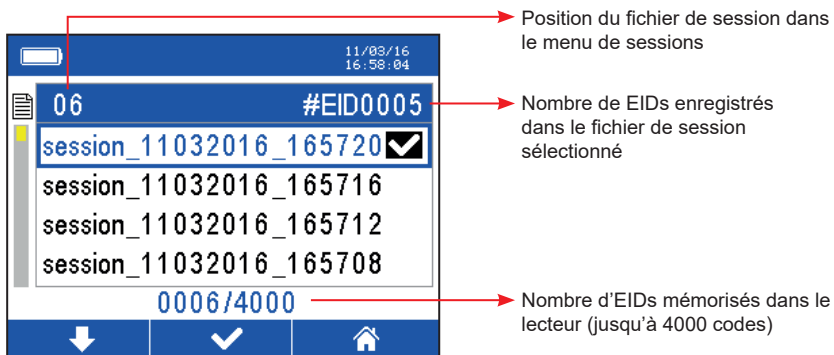 Position du fichier de session dans
le menu de sessions
11/03/16
16:58:04
06 #EID0005
Nombre de EIDs enregistrés
dans le fichier de session
sélectionné
session_11032016_165720
session_11032016_165716
session_11032016_165712
session_11032016_165708
0006/4000
Nombre d’EIDs mémorisés dans le
lecteur (jusqu’à 4000 codes)